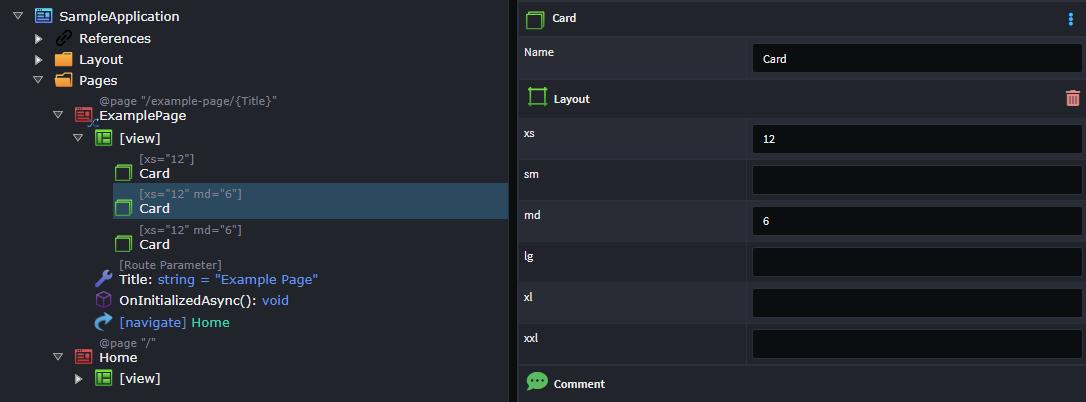 SampleApplication
References
Layout
Pages
@page "/example-page/{Title}"
ExamplePage
[view]
[xs="12"]
Card
[xs="12" md="6"]
Card
[xs="12" md="6"]
Card
[Route Parameter]
Title: string = "Example Page"
OnInitializedAsync(): void
[navigate] Home
@page "/"
Home
[view]
Card
Name Card
Layout
xs 12
sm
md 6
lg
xl
xxl
Comment